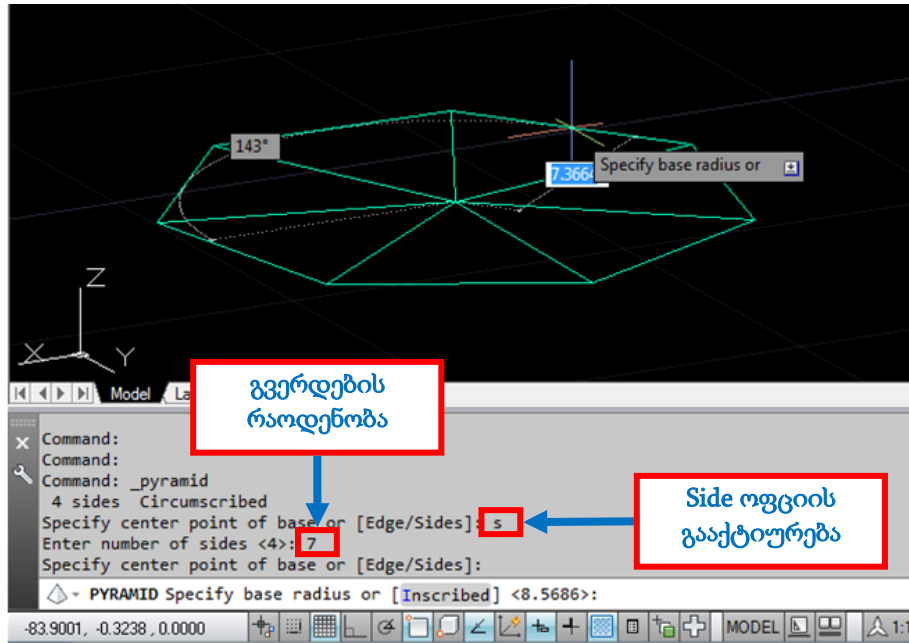 143°
7.3664
Specify base radius or
Z
X
Y
Model
La
გვერდების
რაოდენობა
Command:
Command:
Command: _pyramid
4 sides Circumscribed
Specify center point of base or [Edge/Sides]: s
Enter number of sides <4>: 7
Specify center point of base or [Edge/Sides]:
Side ოფციის
გააქტიურება
PYRAMID Specify base radius or [Inscribed] <8.5686>:
-83.9001, -0.3238 , 0.0000
MODEL
1:1